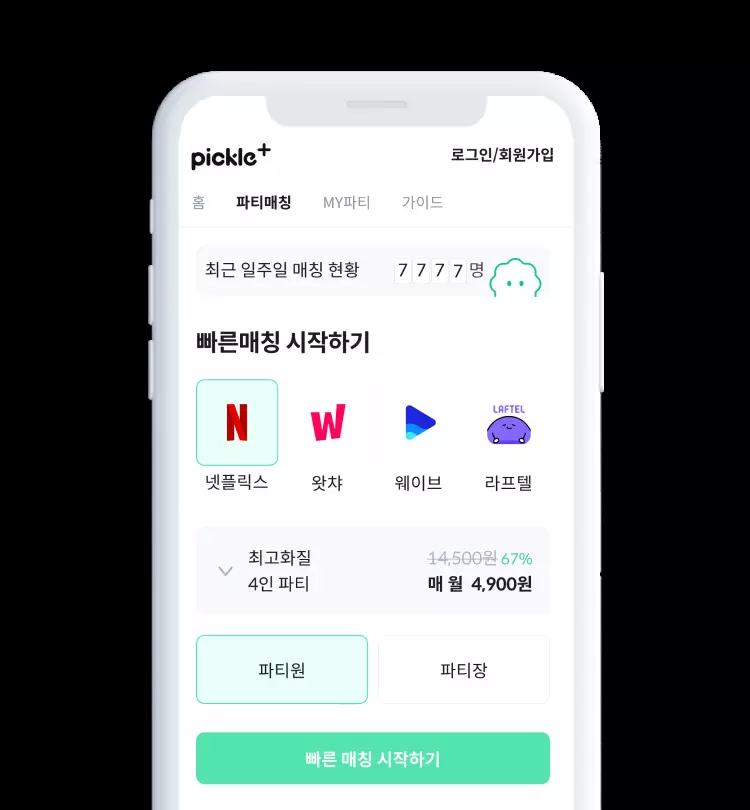 pickle+
로그인/회원가입
홈 파티매칭 MY파티 가이드
최근 일주일 매칭 현황 7 7 7 7 명
빠른매칭 시작하기
N W LAFTEL
넷플릭스 왓챠 웨이브 라프텔
최고화질 14,500원 67%
4인 파티 매 월 4,900원
파티원 파티장
빠른 매칭 시작하기